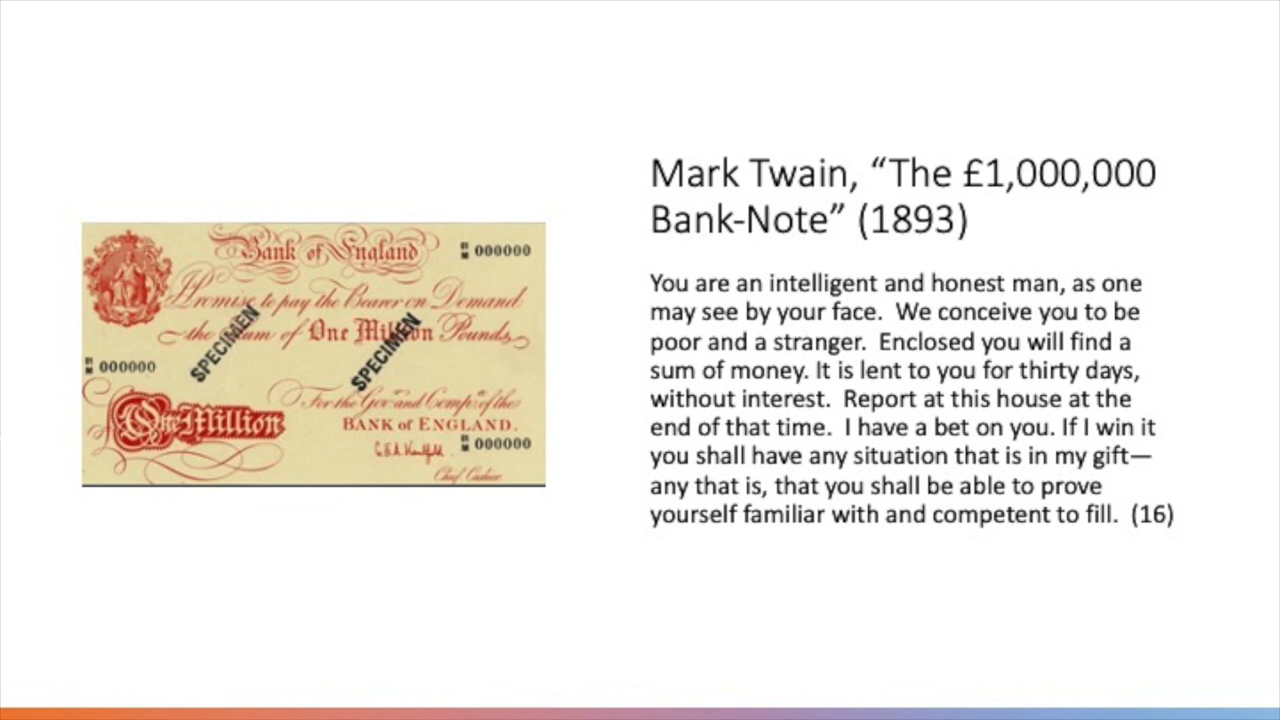 Bank of England
B1
M 000000
Promise to pay the Bearer on Demand
the Sum of One Million Pounds
SPECIMEN
SPECIMEN
B1
M 000000
One Million
For the Govr. and Compa. of the
BANK of ENGLAND.
B1
M 000000
Chief Cashier
Mark Twain, “The £1,000,000
Bank-Note” (1893)
You are an intelligent and honest man, as one
may see by your face.  We conceive you to be
poor and a stranger.  Enclosed you will find a
sum of money. It is lent to you for thirty days,
without interest.  Report at this house at the
end of that time.  I have a bet on you. If I win it
you shall have any situation that is in my gift—
any that is, that you shall be able to prove
yourself familiar with and competent to fill.  (16)